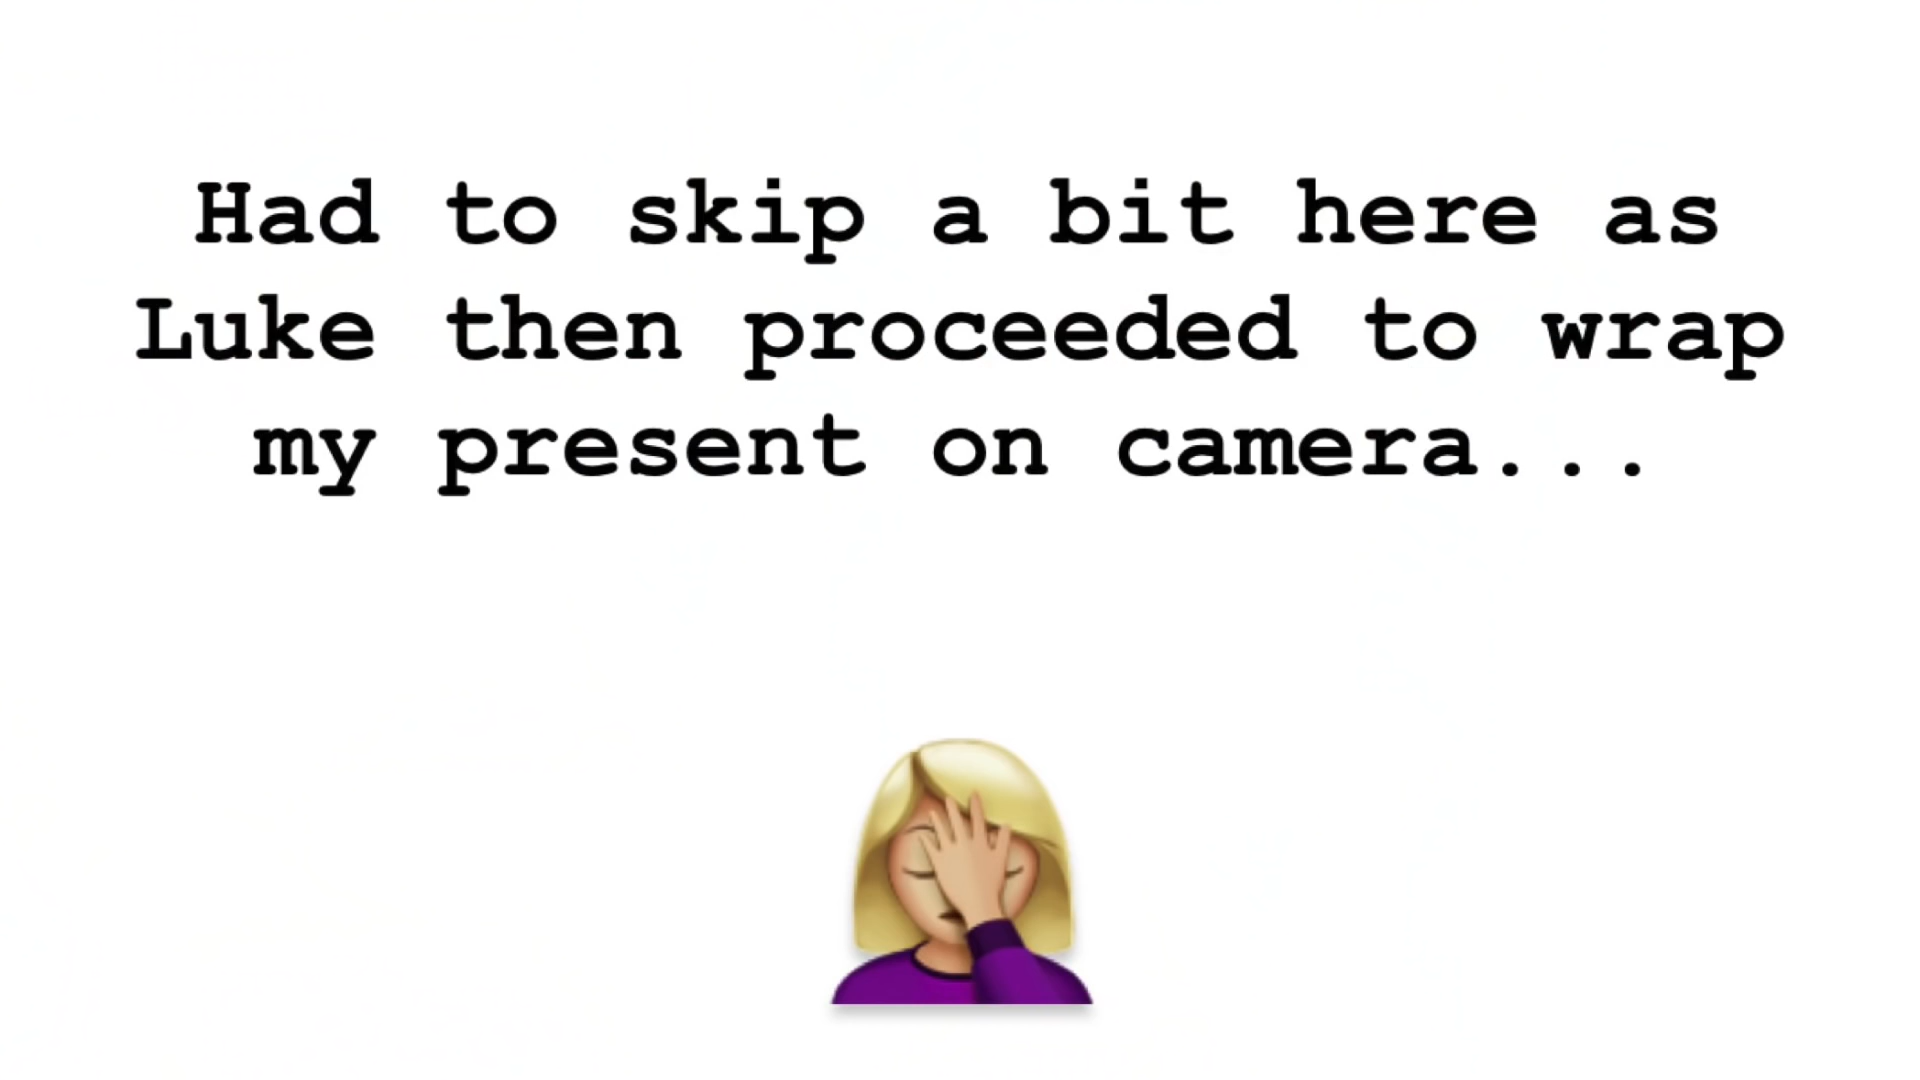 Had to skip a bit here as
Luke then proceeded to wrap
my present on camera...